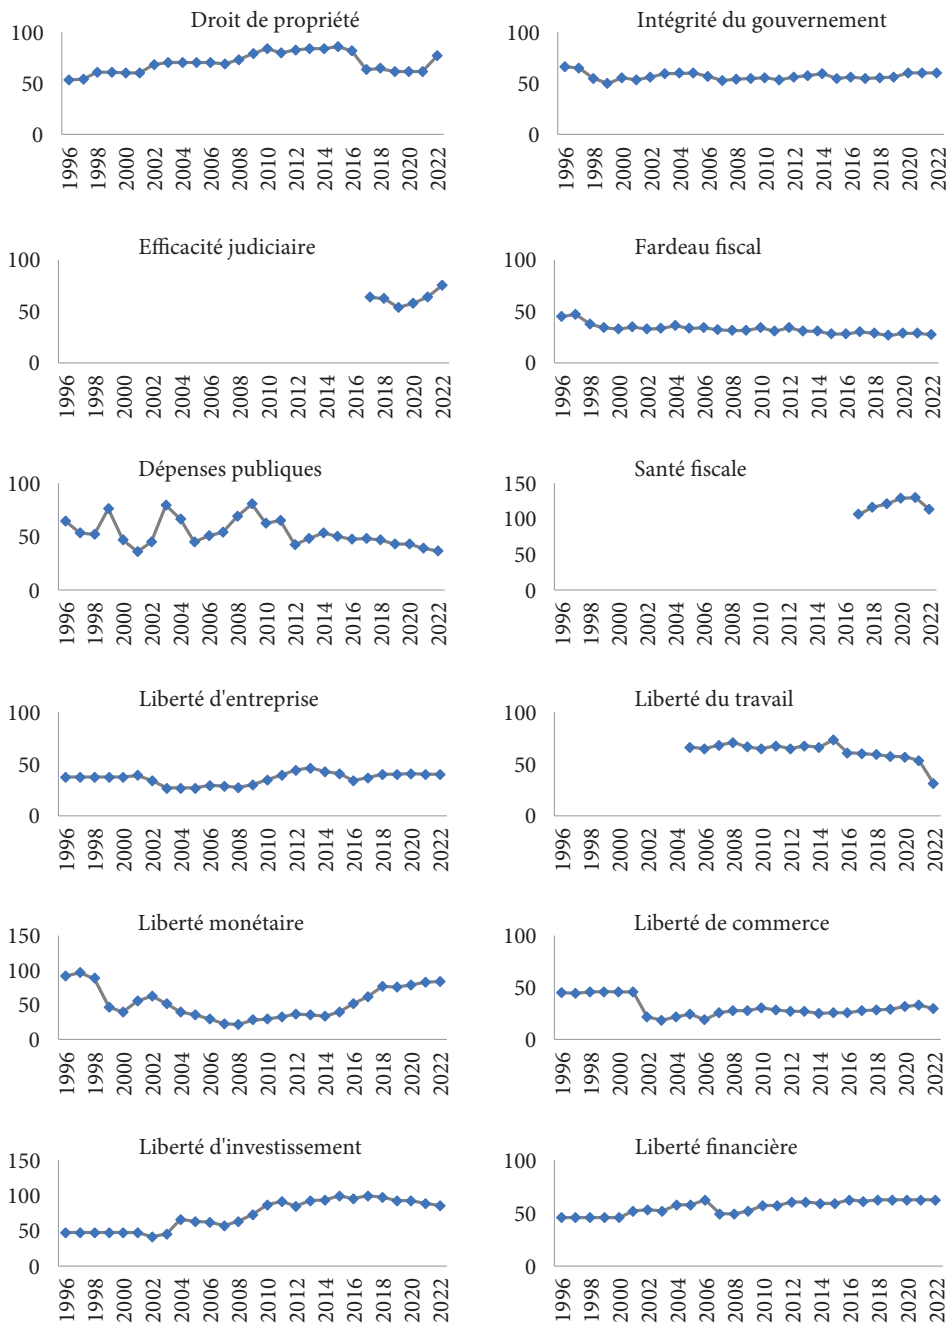 Droit de propriété
100
50
0
1996 1998 2000 2002 2004 2006 2008 2010 2012 2014 2016 2018 2020 2022
Intégrité du gouvernement
100
50
0
1996 1998 2000 2002 2004 2006 2008 2010 2012 2014 2016 2018 2020 2022
Efficacité judiciaire
100
50
0
1996 1998 2000 2002 2004 2006 2008 2010 2012 2014 2016 2018 2020 2022
Fardeau fiscal
100
50
0
1996 1998 2000 2002 2004 2006 2008 2010 2012 2014 2016 2018 2020 2022
Dépenses publiques
100
50
0
1996 1998 2000 2002 2004 2006 2008 2010 2012 2014 2016 2018 2020 2022
Santé fiscale
150
100
50
0
1996 1998 2000 2002 2004 2006 2008 2010 2012 2014 2016 2018 2020 2022
Liberté d'entreprise
100
50
0
1996 1998 2000 2002 2004 2006 2008 2010 2012 2014 2016 2018 2020 2022
Liberté du travail
100
50
0
1996 1998 2000 2002 2004 2006 2008 2010 2012 2014 2016 2018 2020 2022
Liberté monétaire
150
100
50
0
1996 1998 2000 2002 2004 2006 2008 2010 2012 2014 2016 2018 2020 2022
Liberté de commerce
100
50
0
1996 1998 2000 2002 2004 2006 2008 2010 2012 2014 2016 2018 2020 2022
Liberté d'investissement
150
100
50
0
1996 1998 2000 2002 2004 2006 2008 2010 2012 2014 2016 2018 2020 2022
Liberté financière
100
50
0
1996 1998 2000 2002 2004 2006 2008 2010 2012 2014 2016 2018 2020 2022